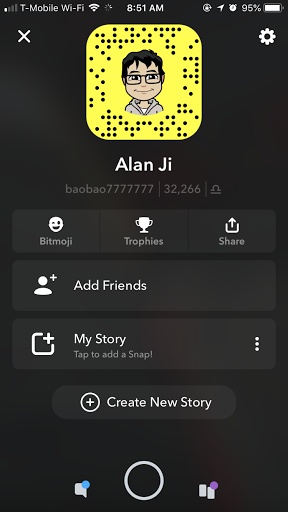 T-Mobile Wi-Fi 8:51 AM 95%
Alan Ji
baobao7777777 | 32,266 | ♎
Bitmoji Trophies Share
Add Friends
My Story
Tap to add a Snap!
Create New Story